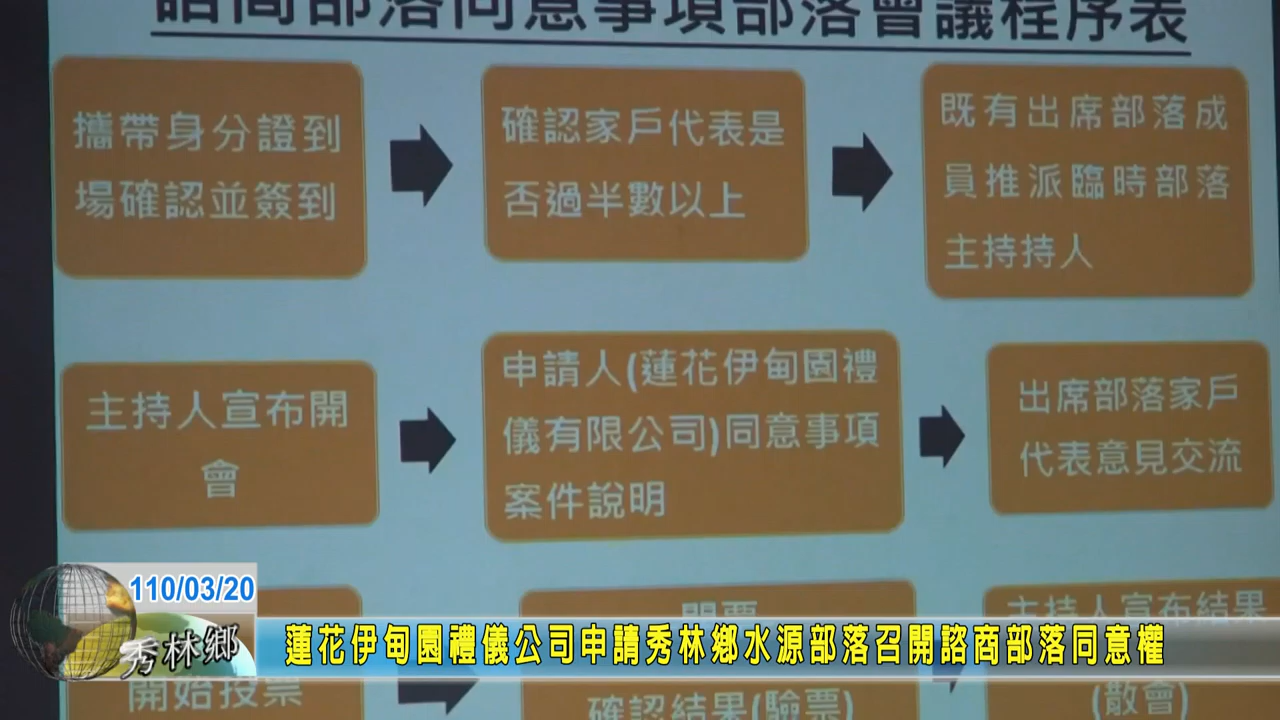 諮商部落同意事項部落會議程序表
攜帶身分證到
場確認並簽到
確認家戶代表是
否過半數以上
既有出席部落成
員推派臨時部落
主持持人
主持人宣布開
會
申請人(蓮花伊甸園禮
儀有限公司)同意事項
案件說明
出席部落家戶
代表意見交流
開始投票
開票
確認結果(驗票)
主持人宣布結果
(散會)
110/03/20
秀林鄉
蓮花伊甸園禮儀公司申請秀林鄉水源部落召開諮商部落同意權